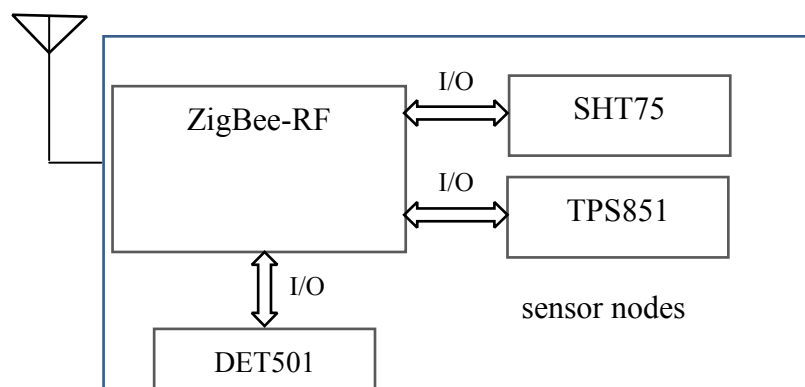 I/O
ZigBee-RF
SHT75
I/O
TPS851
I/O
sensor nodes
DET501